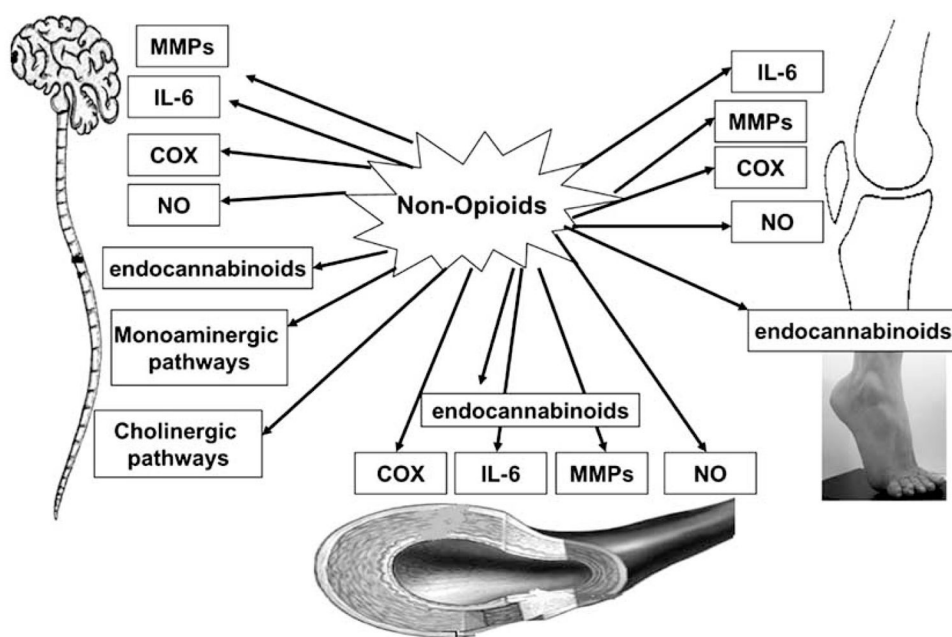 MMPs
IL-6
COX
NO
endocannabinoids
Monoaminergic
pathways
Cholinergic
pathways
Non-Opioids
IL-6
MMPs
COX
NO
endocannabinoids
endocannabinoids
COX
IL-6
MMPs
NO